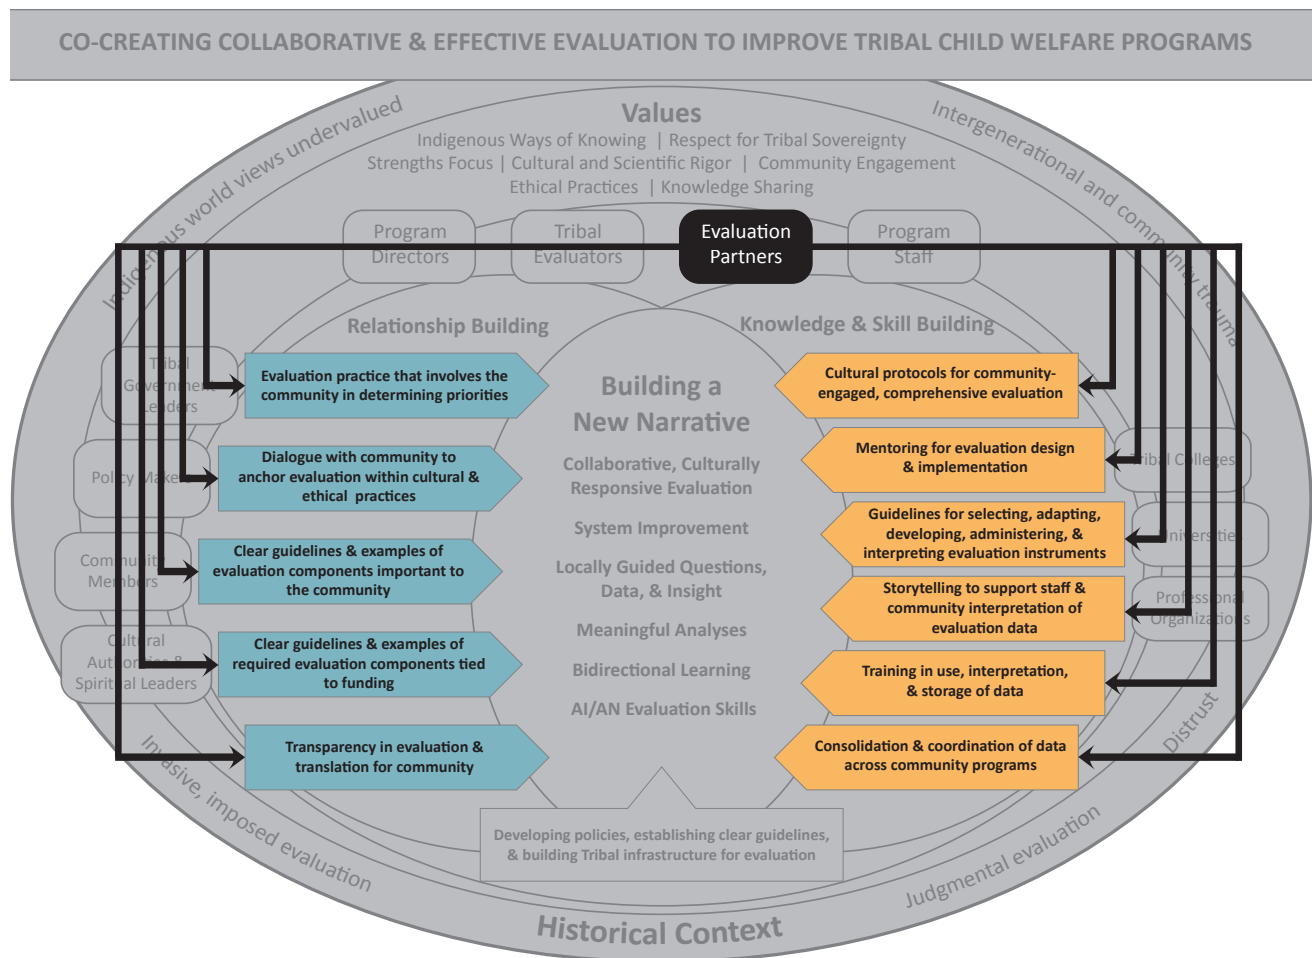 CO-CREATING COLLABORATIVE & EFFECTIVE EVALUATION TO IMPROVE TRIBAL CHILD WELFARE PROGRAMS
Indigenous world views undervalued
Intergenerational and community trauma
Values
Indigenous Ways of Knowing | Respect for Tribal Sovereignty
Strengths Focus | Cultural and Scientific Rigor | Community Engagement
Ethical Practices | Knowledge Sharing
Program
Directors
Tribal
Evaluators
Evaluation
Partners
Program
Staff
Relationship Building
Knowledge & Skill Building
Tribal
Government
Leaders
Policy Makers
Community
Members
Cultural
Authorities &
Spiritual Leaders
Evaluation practice that involves the
community in determining priorities
Dialogue with community to
anchor evaluation within cultural &
ethical practices
Clear guidelines & examples of
evaluation components important to
the community
Clear guidelines & examples of
required evaluation components tied
to funding
Transparency in evaluation &
translation for community
Building a
New Narrative
Collaborative, Culturally
Responsive Evaluation
System Improvement
Locally Guided Questions,
Data, & Insight
Meaningful Analyses
Bidirectional Learning
AI/AN Evaluation Skills
Cultural protocols for community-
engaged, comprehensive evaluation
Mentoring for evaluation design
& implementation
Guidelines for selecting, adapting,
developing, administering, &
interpreting evaluation instruments
Storytelling to support staff &
community interpretation of
evaluation data
Training in use, interpretation,
& storage of data
Consolidation & coordination of data
across community programs
Tribal Colleges
Universities
Professional
Organizations
Distrust
Developing policies, establishing clear guidelines,
& building Tribal infrastructure for evaluation
Invasive, imposed evaluation
Judgmental evaluation
Historical Context